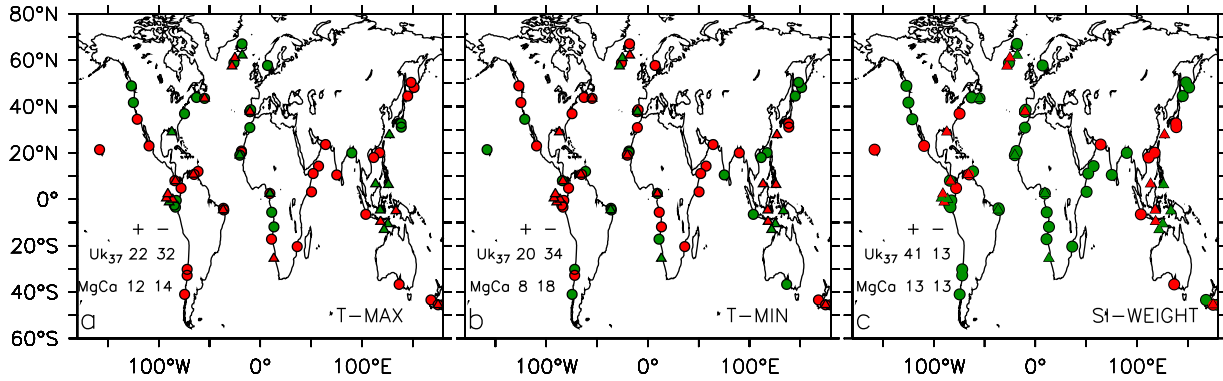 80°N
60°N
40°N
20°N
0°
20°S
40°S
60°S
+ −
Uk37 22 32
MgCa 12 14
a
T−MAX
+ −
Uk37 20 34
MgCa 8 18
b
T−MIN
+ −
Uk37 41 13
MgCa 13 13
c
SI−WEIGHT
100°W 0° 100°E
100°W 0° 100°E
100°W 0° 100°E